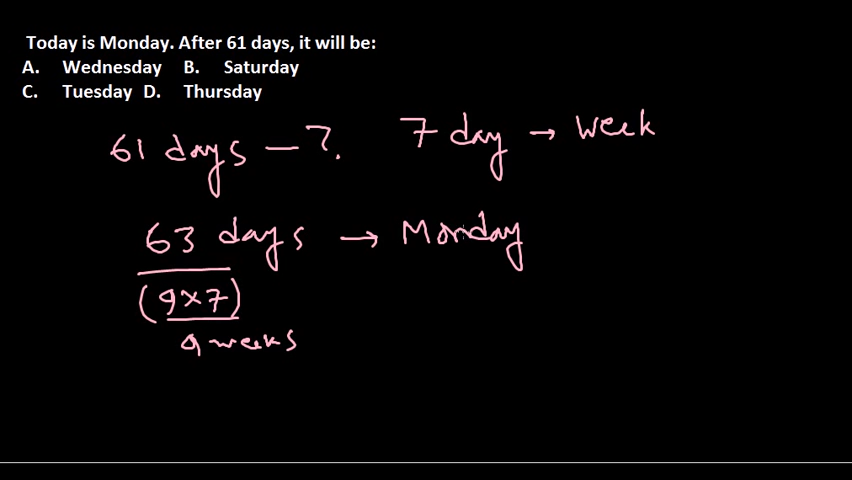 Today is Monday. After 61 days, it will be:
A. Wednesday B. Saturday
C. Tuesday D. Thursday
61 days — ? 7 day → week
63 days → Monday
(9×7)
9 weeks